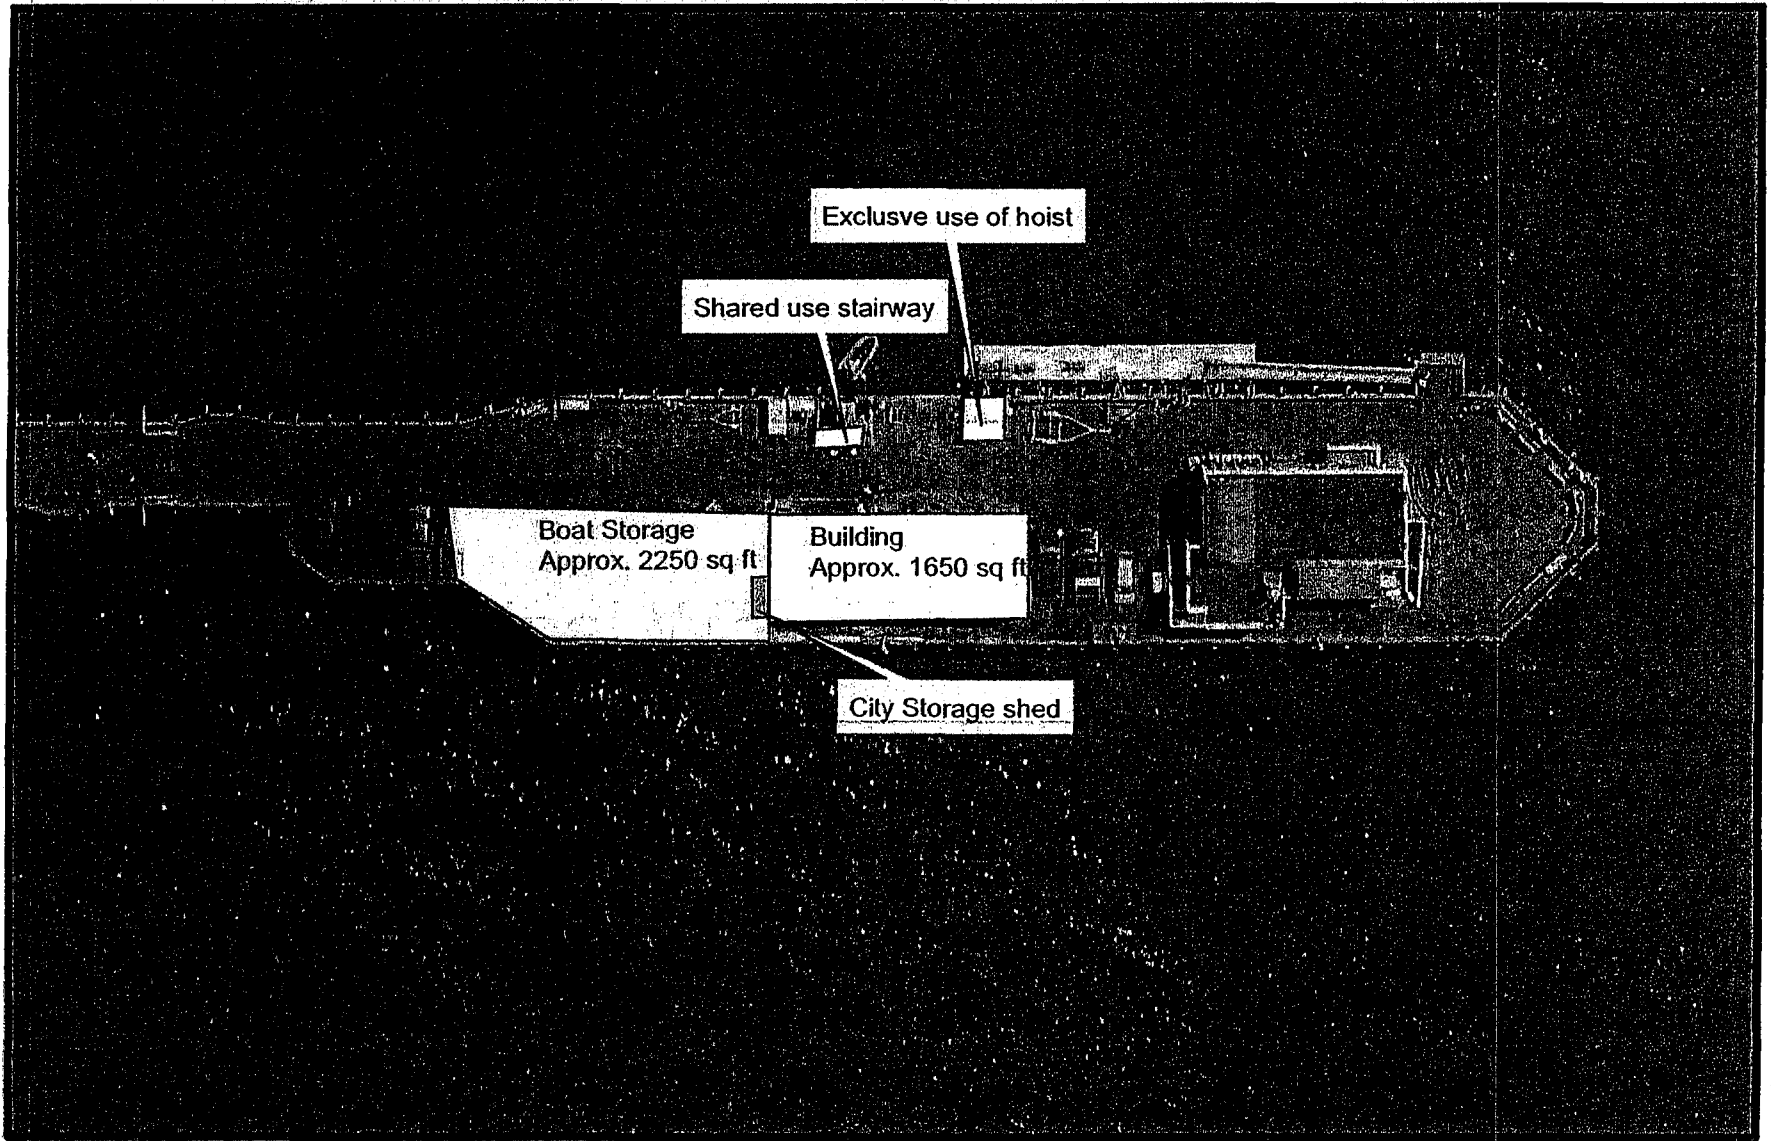 Exclusve use of hoist
Shared use stairway
Boat Storage
Approx. 2250 sq ft
Building
Approx. 1650 sq ft
City Storage shed